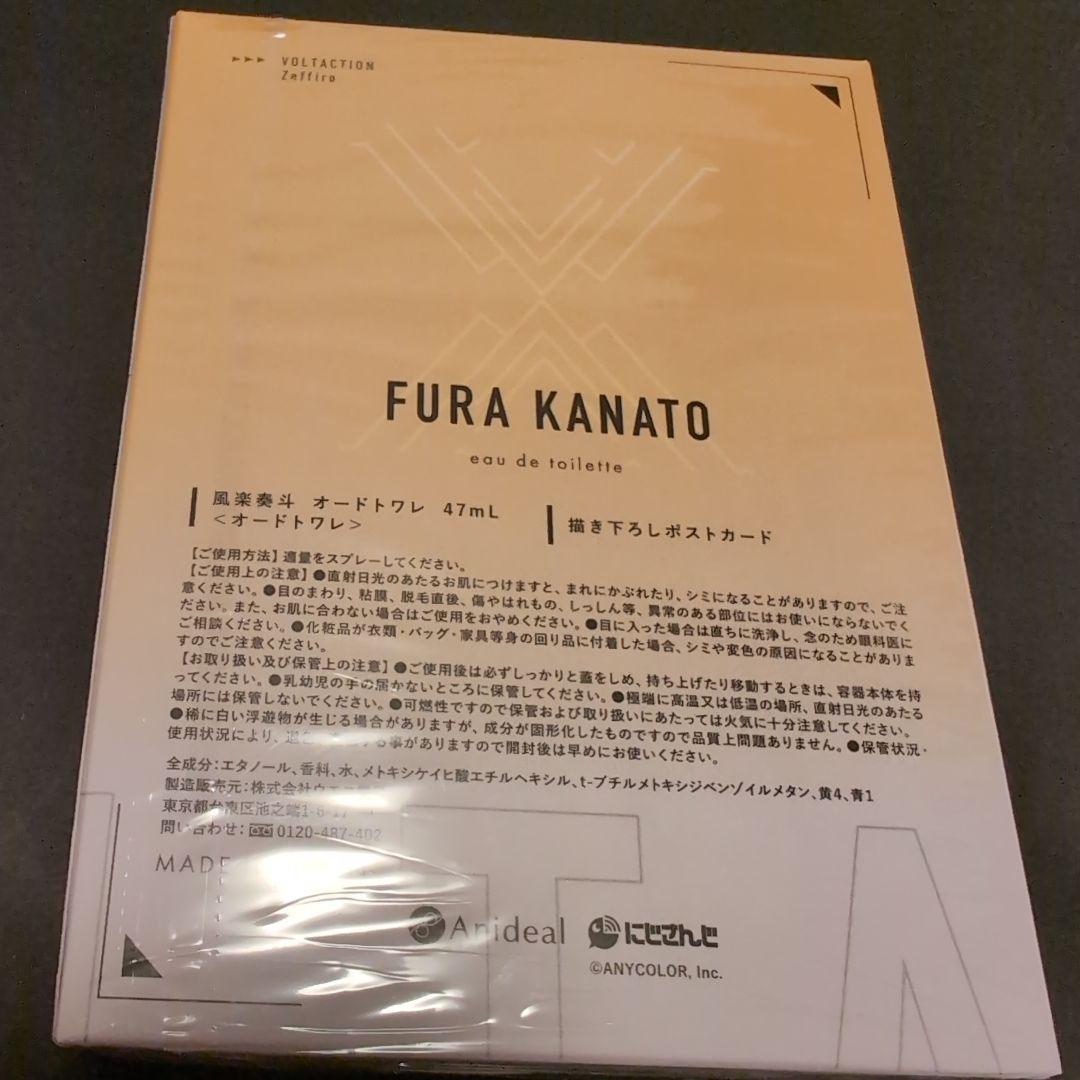 ►►► VOLTACTION
Zeffiro
FURA KANATO
eau de toilette
風楽奏斗 オードトワレ 47mL
＜オードトワレ＞
描き下ろしポストカード
【ご使用方法】適量をスプレーしてください。
【ご使用上の注意】●直射日光のあたるお肌につけますと、まれにかぶれたり、シミになることがありますので、ご注
意ください。●目のまわり、粘膜、脱毛直後、傷やはれもの、しっしん等、異常のある部位にはお使いにならないでく
ださい。また、お肌に合わない場合はご使用をおやめください。●目に入った場合は直ちに洗浄し、念のため眼科医に
ご相談ください。●化粧品が衣類・バッグ・家具等身の回り品に付着した場合、シミや変色の原因になることがありま
すのでご注意ください。
【お取り扱い及び保管上の注意】●ご使用後は必ずしっかりと蓋をしめ、持ち上げたり移動するときは、容器本体を持
ってください。●乳幼児の手の届かないところに保管してください。●極端に高温又は低温の場所、直射日光のあたる
場所には保管しないでください。●可燃性ですので保管および取り扱いにあたっては火気に十分注意してください。
●稀に白い浮遊物が生じる場合がありますが、成分が固形化したものですので品質上問題ありません。●保管状況・
使用状況により、する事がありますので開封後は早めにお使いください。
全成分：エタノール、香料、水、メトキシケイヒ酸エチルヘキシル、t-ブチルメトキシジベンゾイルメタン、黄4、青1
製造販売元：株式会社ウエ
東京都台東区池之端1-6-17
問い合わせ： 0120-487-402
MADE
Anideal
にじさんじ
©ANYCOLOR, Inc.